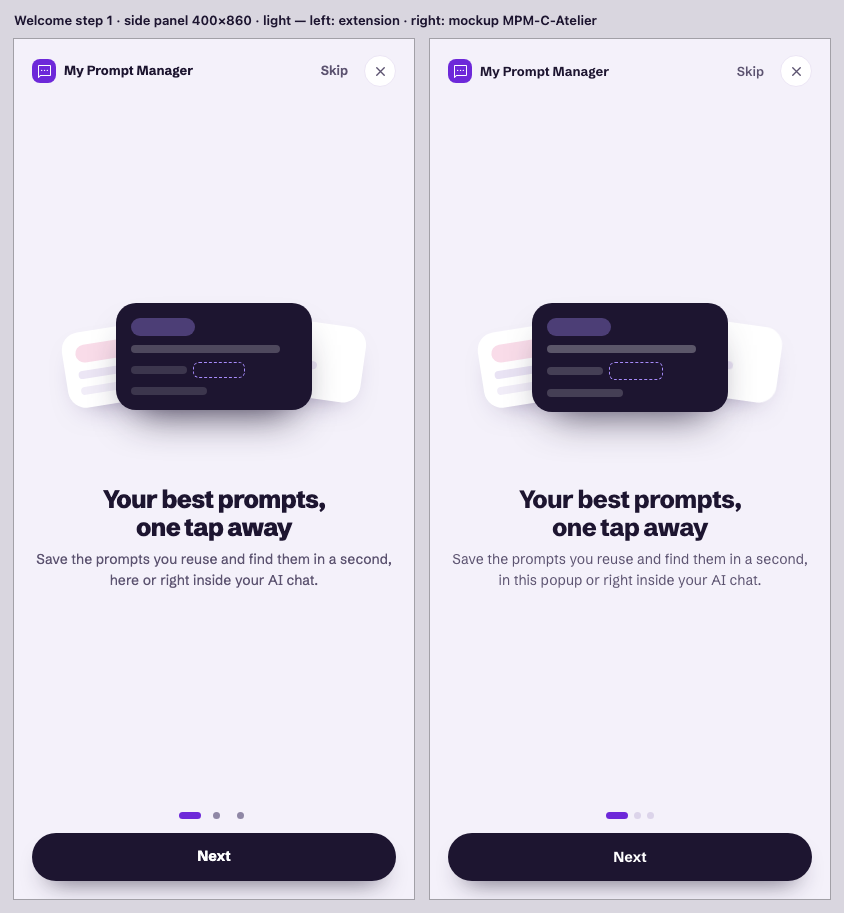 Welcome step 1 · side panel 400×860 · light — left: extension · right: mockup MPM-C-Atelier
My Prompt Manager
Skip
Your best prompts,
one tap away
Save the prompts you reuse and find them in a second,
here or right inside your AI chat.
Next
My Prompt Manager
Skip
Your best prompts,
one tap away
Save the prompts you reuse and find them in a second,
in this popup or right inside your AI chat.
Next